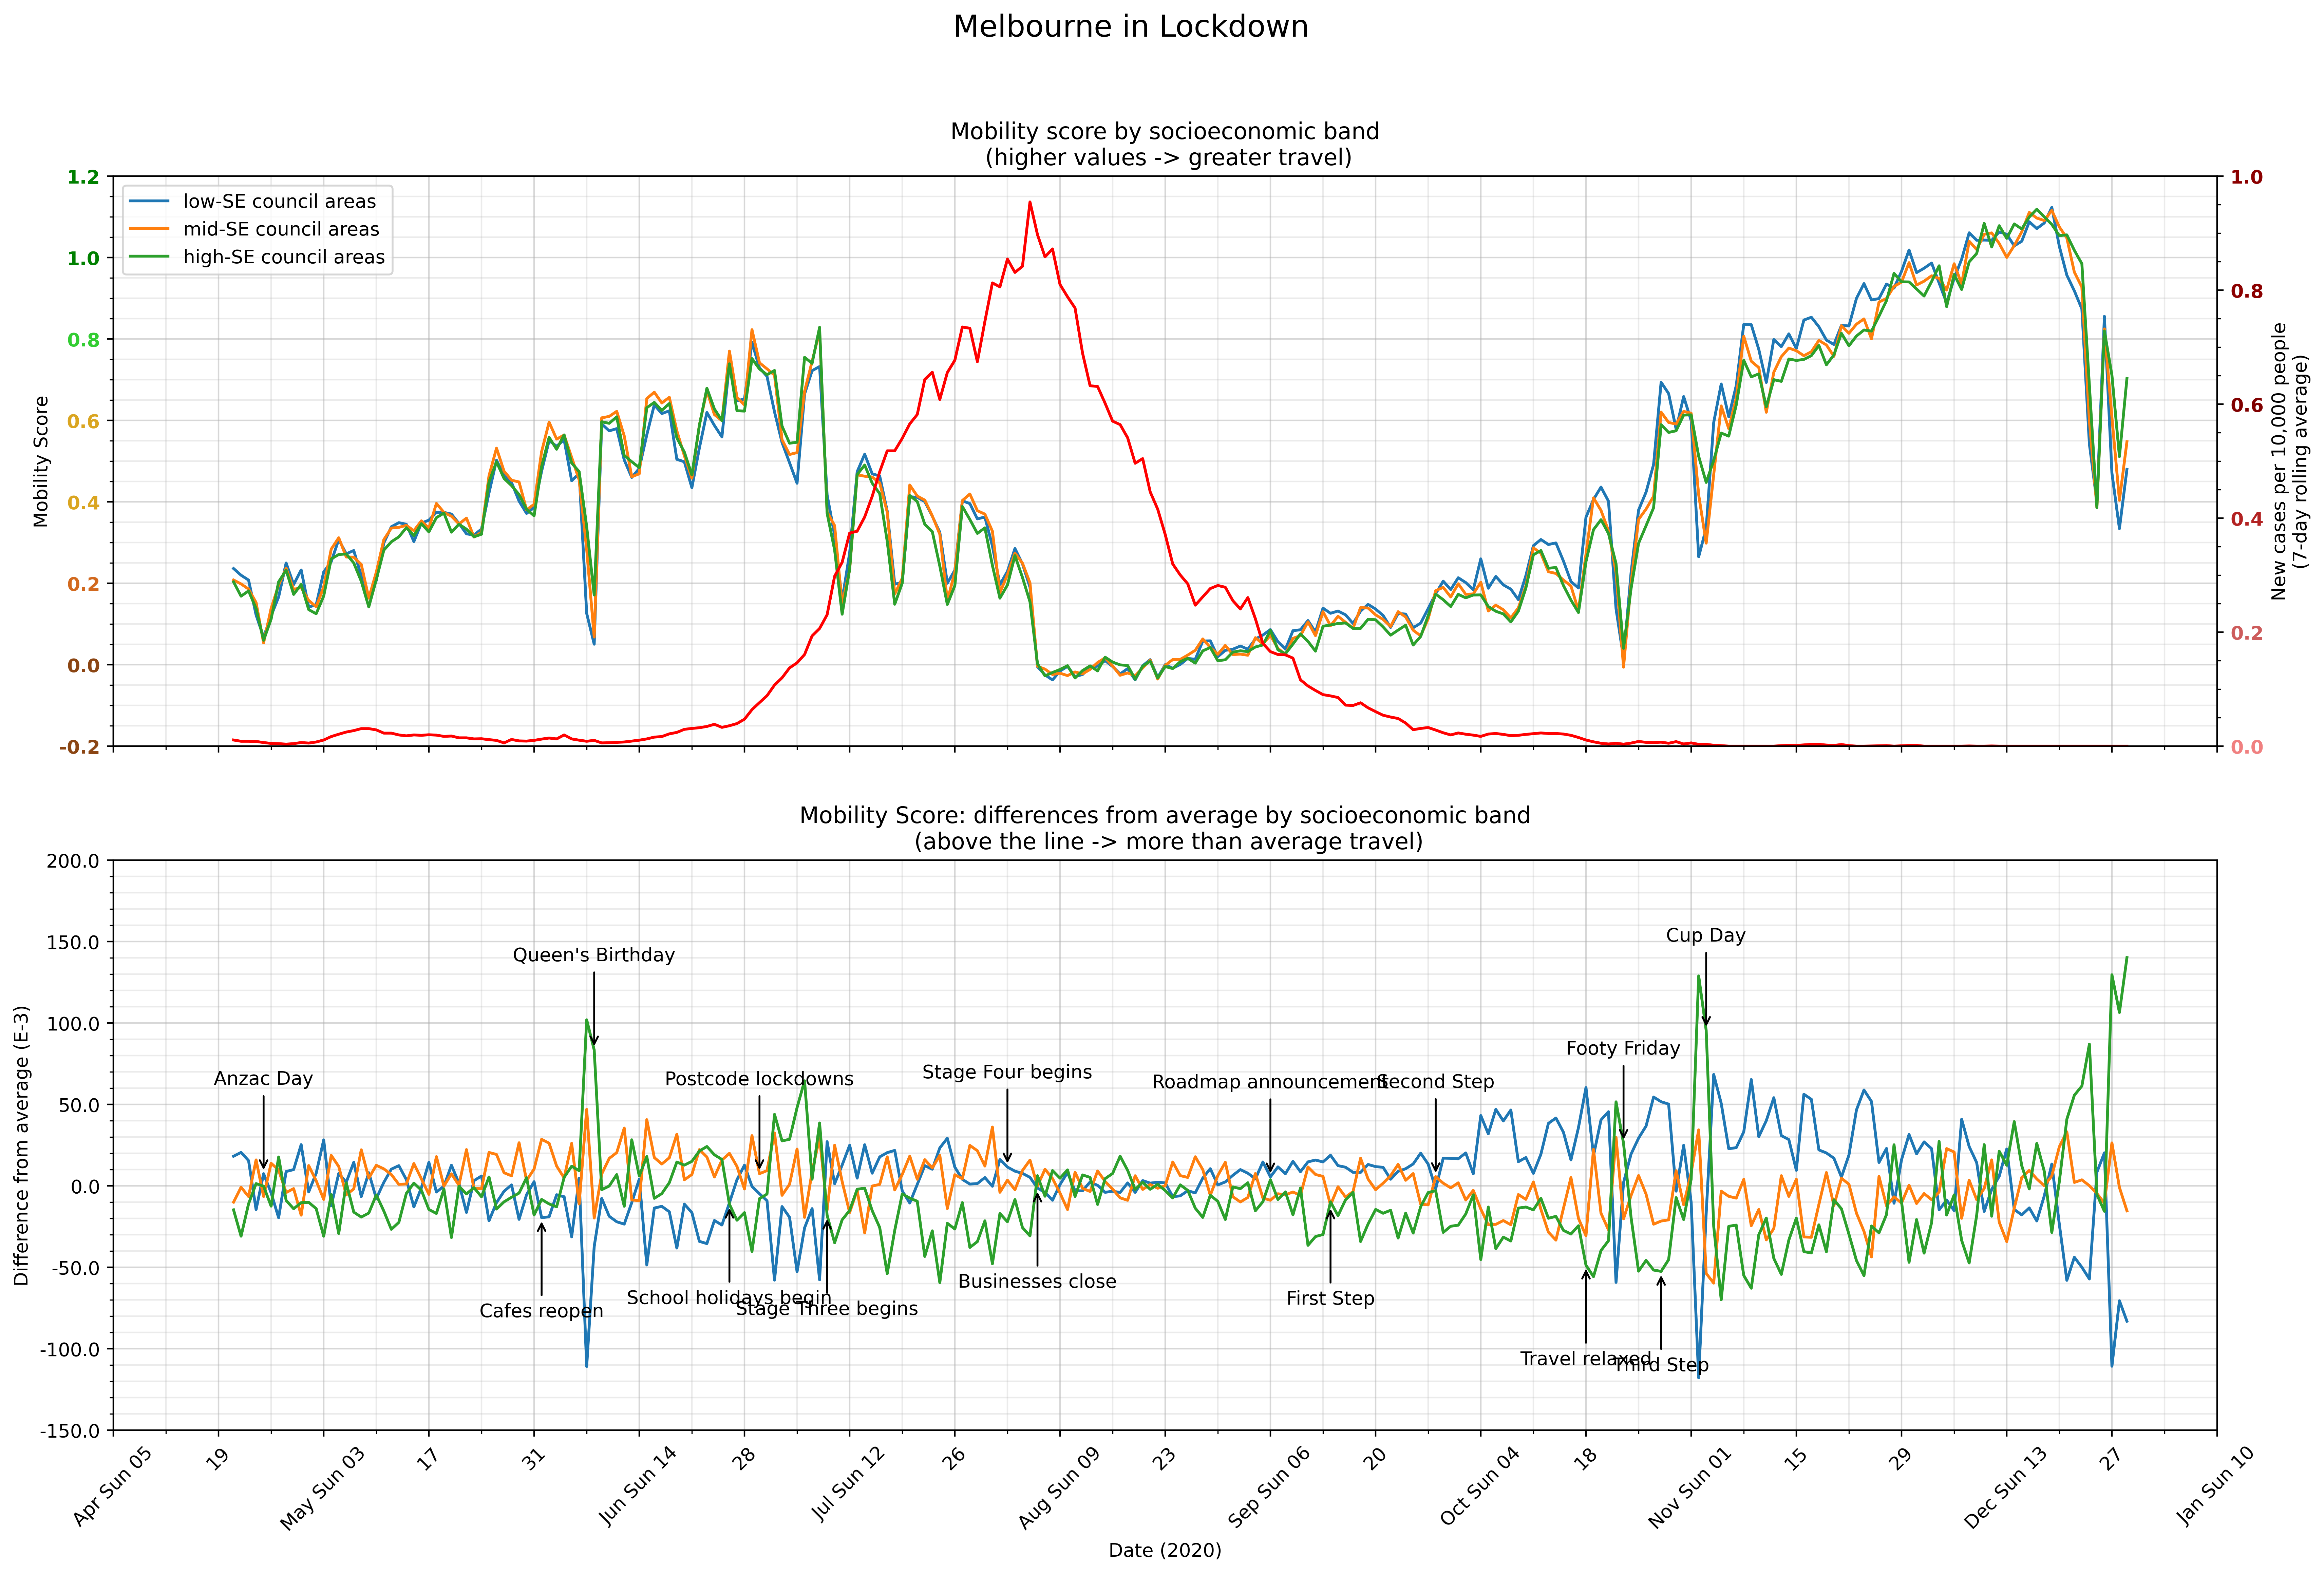 Melbourne in Lockdown
Mobility score by socioeconomic band
(higher values -> greater travel)
low-SE council areas
mid-SE council areas
high-SE council areas
1.2
1.0
0.8
0.6
0.4
0.2
0.0
-0.2
Mobility Score
1.0
0.8
0.6
0.4
0.2
0.0
New cases per 10,000 people
(7-day rolling average)
Mobility Score: differences from average by socioeconomic band
(above the line -> more than average travel)
200.0
150.0
100.0
50.0
0.0
-50.0
-100.0
-150.0
Difference from average (E-3)
Cup Day
Queen's Birthday
Footy Friday
Stage Four begins
Anzac Day
Postcode lockdowns
Roadmap announcement
Second Step
Businesses close
School holidays begin
First Step
Cafes reopen
Stage Three begins
Travel relaxed
Third Step
Apr Sun 05
19
May Sun 03
17
31
Jun Sun 14
28
Jul Sun 12
26
Aug Sun 09
23
Sep Sun 06
20
Oct Sun 04
18
Nov Sun 01
15
29
Dec Sun 13
27
Jan Sun 10
Date (2020)